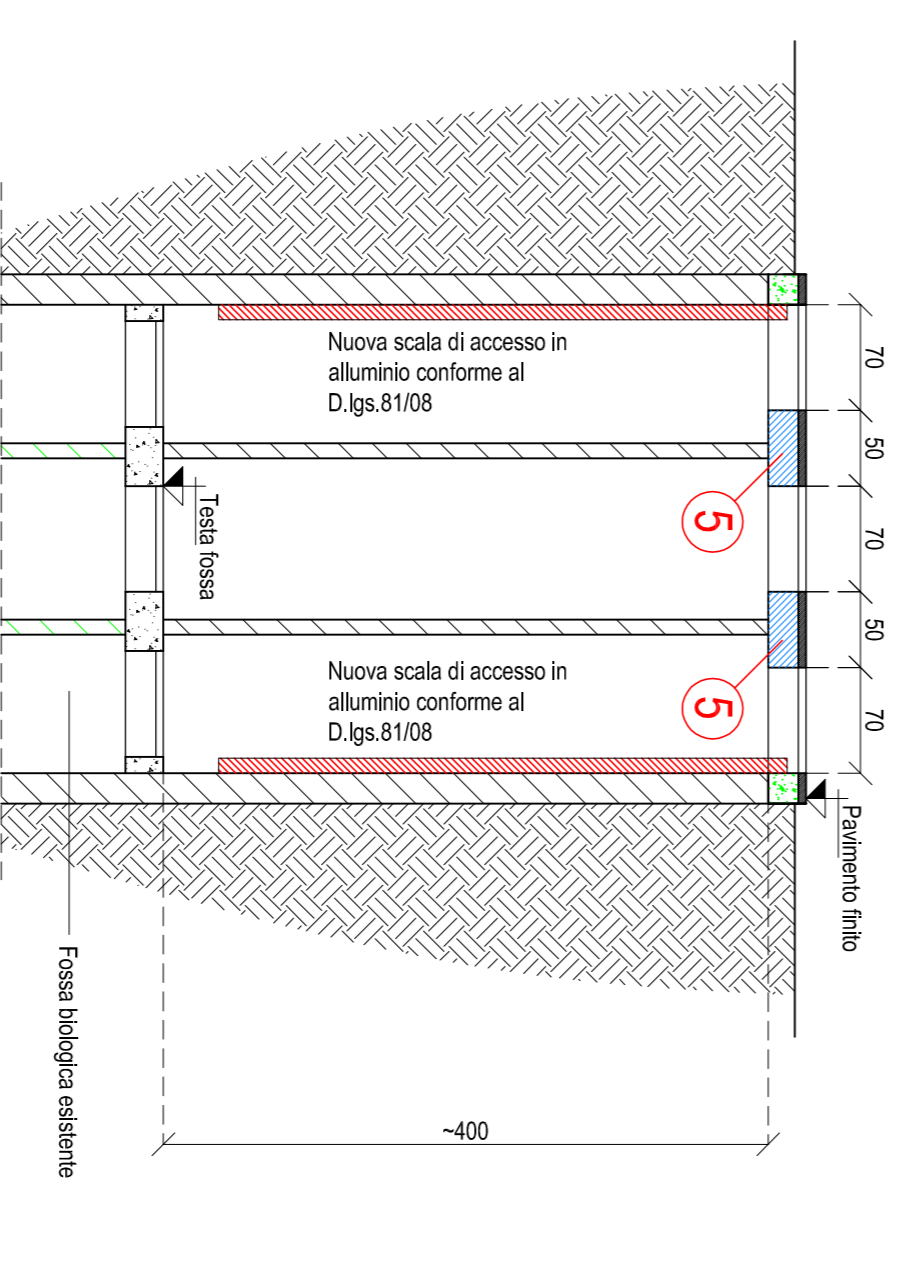 70
50
70
50
70
Pavimento finito
5
5
Nuova scala di accesso in
alluminio conforme al
D.lgs.81/08
Nuova scala di accesso in
alluminio conforme al
D.lgs.81/08
Testa fossa
Fossa biologica esistente
~400